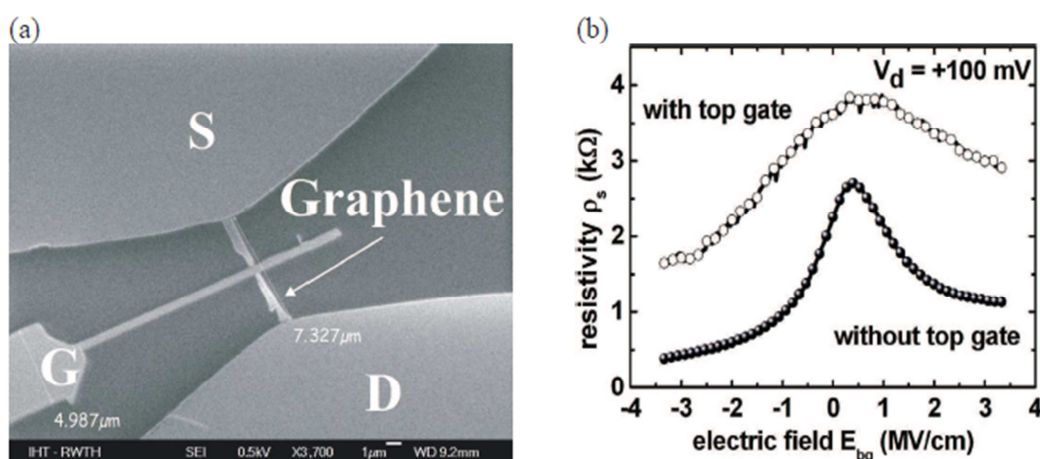 (a)
S
Graphene
7.327μm
G
4.987μm
D
IHT - RWTH SEI 0.5kV X3,700 1μm WD 9.2mm
(b)
V_d = +100 mV
with top gate
without top gate
resistivity ρ_s (kΩ)
4
3
2
1
0
-4 -3 -2 -1 0 1 2 3 4
electric field E_bg (MV/cm)